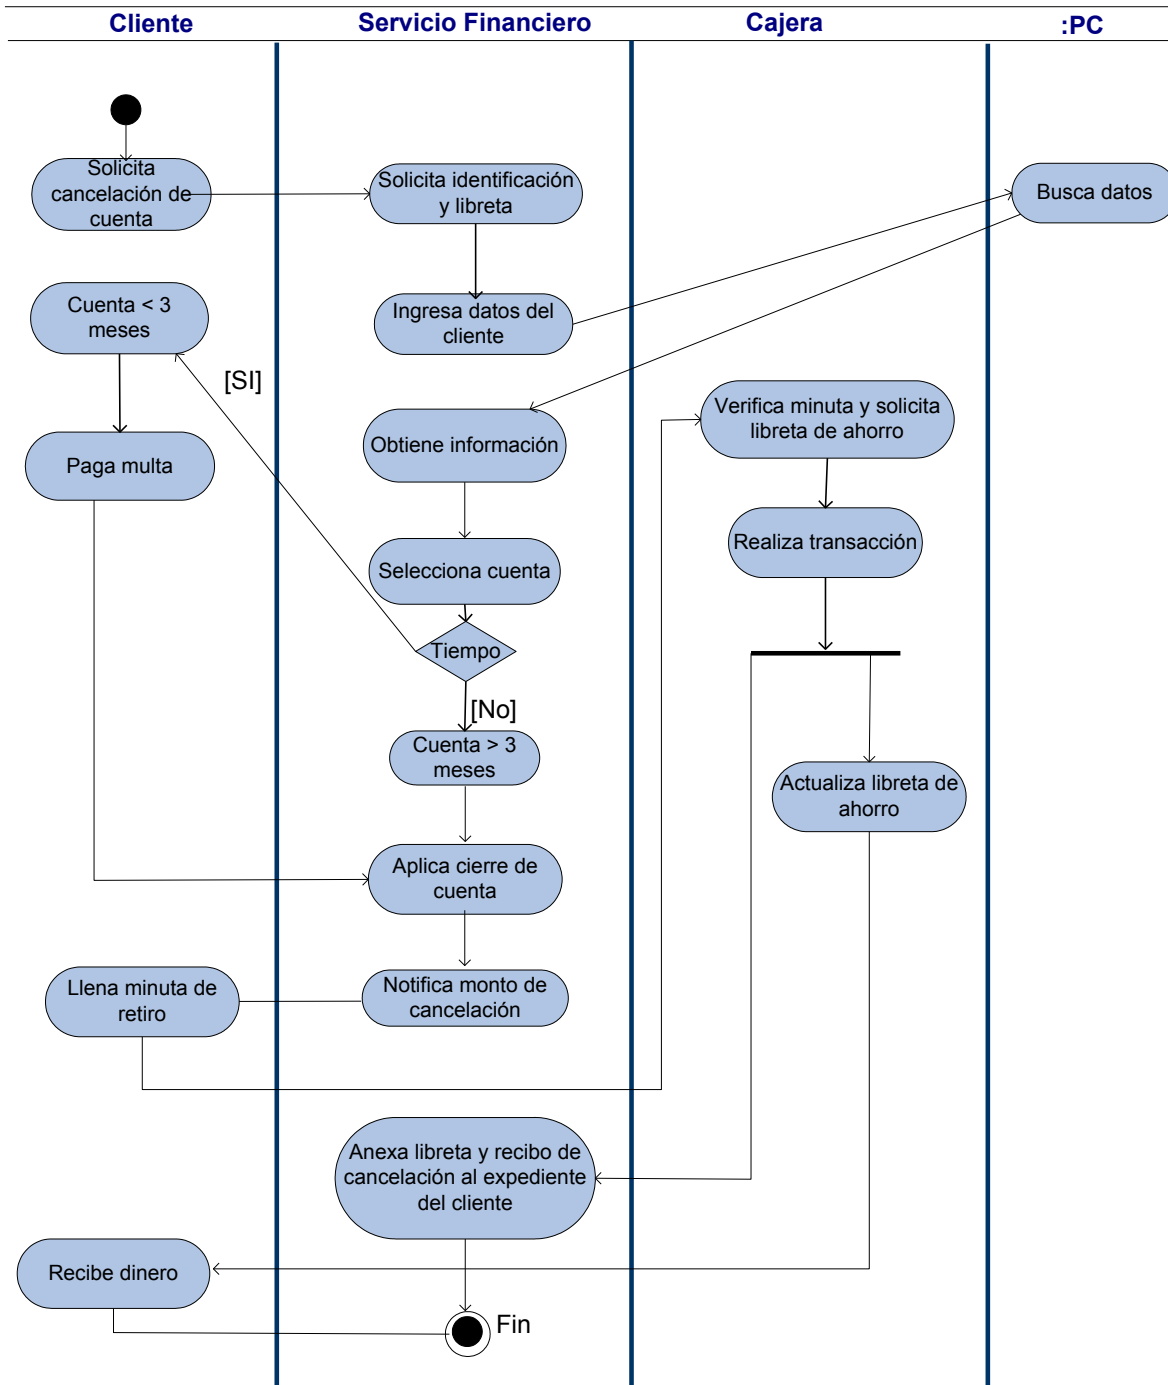 Cliente
Servicio Financiero
Cajera
:PC
Solicita
cancelación de
cuenta
Solicita identificación
y libreta
Busca datos
Cuenta < 3
meses
Ingresa datos del
cliente
[SI]
Verifica minuta y solicita
libreta de ahorro
Obtiene información
Paga multa
Realiza transacción
Selecciona cuenta
Tiempo
[No]
Cuenta > 3
meses
Actualiza libreta de
ahorro
Aplica cierre de
cuenta
Llena minuta de
retiro
Notifica monto de
cancelación
Anexa libreta y recibo de
cancelación al expediente
del cliente
Recibe dinero
Fin